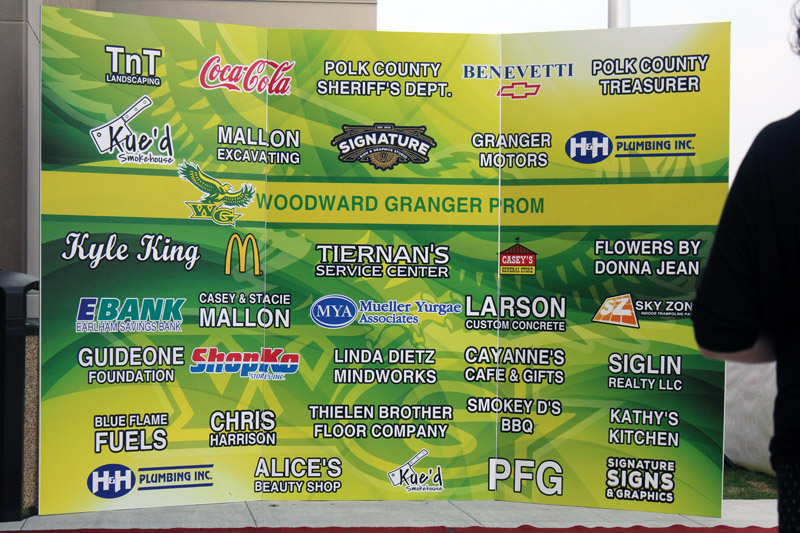 TnT
LANDSCAPING
Coca-Cola
POLK COUNTY
SHERIFF'S DEPT.
BENEVETTI
POLK COUNTY
TREASURER
Kue'd
Smokehouse
MALLON
EXCAVATING
SIGNATURE
GRANGER
MOTORS
H&H PLUMBING INC.
WG
WOODWARD GRANGER PROM
Kyle King
M
TIERNAN'S
SERVICE CENTER
CASEY'S
GENERAL STORE
FLOWERS BY
DONNA JEAN
EBANK
EARLHAM SAVINGS BANK
CASEY & STACIE
MALLON
MYA Mueller Yurgae
Associates
LARSON
CUSTOM CONCRETE
SZ SKY ZON
INDOOR TRAMPOLINE
GUIDEONE
FOUNDATION
ShopKo
STORES INC.
LINDA DIETZ
MINDWORKS
CAYANNE'S
CAFE & GIFTS
SIGLIN
REALTY LLC
BLUE FLAME
FUELS
CHRIS
HARRISON
THIELEN BROTHER
FLOOR COMPANY
SMOKEY D'S
BBQ
KATHY'S
KITCHEN
H&H PLUMBING INC.
ALICE'S
BEAUTY SHOP
Kue'd
Smokehouse
PFG
SIGNATURE
SIGNS
& GRAPHICS